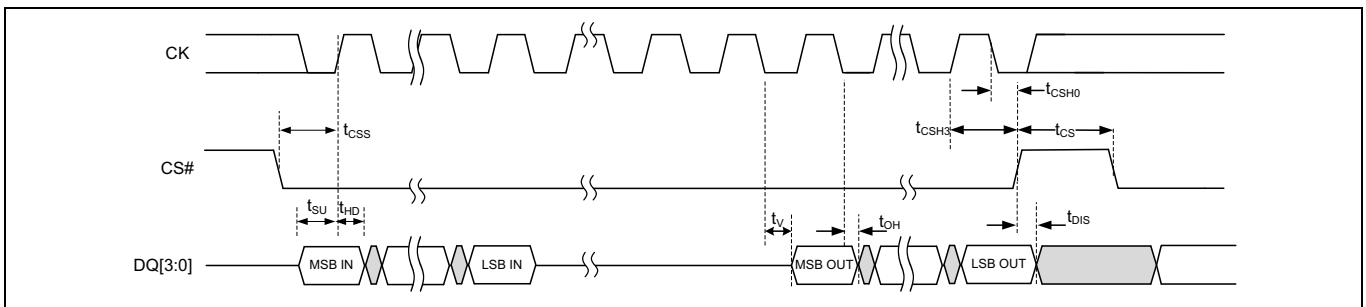 CK
tCSH0
tCSS
tCSH3
tCS
CS#
tSU
tHD
tV
tOH
tDIS
DQ[3:0]
MSB IN
LSB IN
MSB OUT
LSB OUT